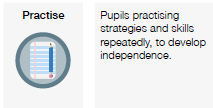 Practise
Pupils practising
strategies and skills
repeatedly, to develop
independence.